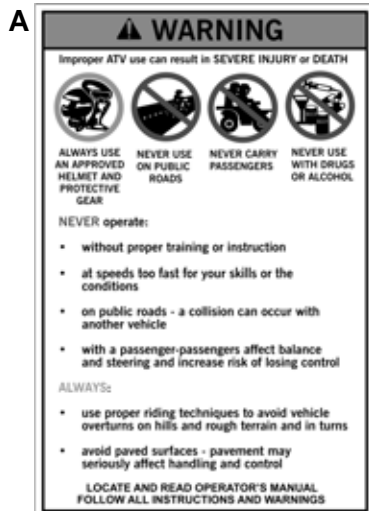 A
WARNING
Improper ATV use can result in SEVERE INJURY or DEATH
ALWAYS USE
AN APPROVED
HELMET AND
PROTECTIVE
GEAR
NEVER USE
ON PUBLIC
ROADS
NEVER CARRY
PASSENGERS
NEVER USE
WITH DRUGS
OR ALCOHOL
NEVER operate:
• without proper training or instruction
• at speeds too fast for your skills or the
conditions
• on public roads - a collision can occur with
another vehicle
• with a passenger-passengers affect balance
and steering and increase risk of losing control
ALWAYS:
• use proper riding techniques to avoid vehicle
overturns on hills and rough terrain and in turns
• avoid paved surfaces - pavement may
seriously affect handling and control
LOCATE AND READ OPERATOR'S MANUAL
FOLLOW ALL INSTRUCTIONS AND WARNINGS